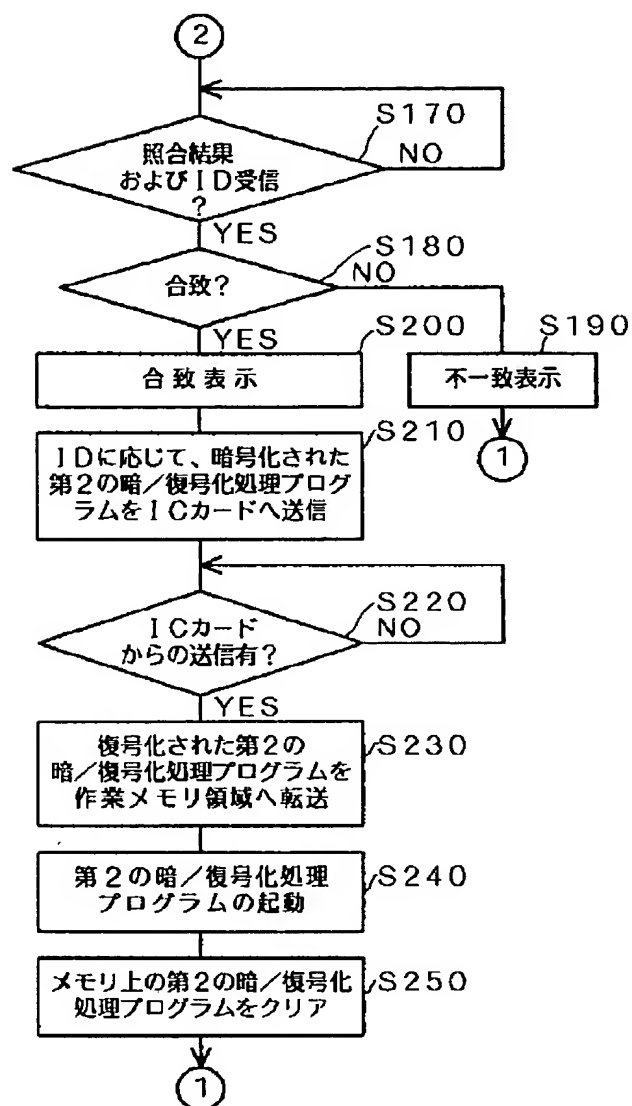 2
S170
照合結果
およびID受信
?
NO
YES
S180
合致?
NO
YES
S200
合致表示
S190
不一致表示
1
S210
IDに応じて、暗号化された
第2の暗/復号化処理プログ
ラムをICカードへ送信
S220
ICカード
からの送信有?
NO
YES
S230
復号化された第2の
暗/復号化処理プログラムを
作業メモリ領域へ転送
S240
第2の暗/復号化処理
プログラムの起動
S250
メモリ上の第2の暗/復号化
処理プログラムをクリア
1